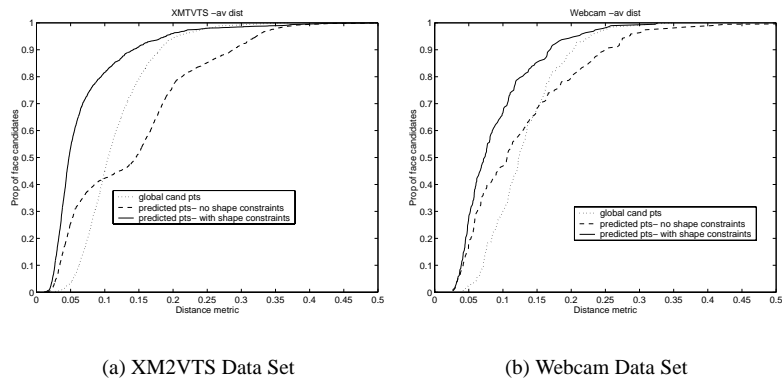 XMTVTS −av dist
Prop of face candidates
1
0.9
0.8
0.7
0.6
0.5
0.4
0.3
0.2
0.1
0
global cand pts
predicted pts− no shape constraints
predicted pts− with shape constraints
0 0.05 0.1 0.15 0.2 0.25 0.3 0.35 0.4 0.45 0.5
Distance metric
(a) XM2VTS Data Set
Webcam −av dist
Prop of face candidates
1
0.9
0.8
0.7
0.6
0.5
0.4
0.3
0.2
0.1
0
global cand pts
predicted pts− no shape constraints
predicted pts− with shape constraints
0 0.05 0.1 0.15 0.2 0.25 0.3 0.35 0.4 0.45 0.5
Distance metric
(b) Webcam Data Set